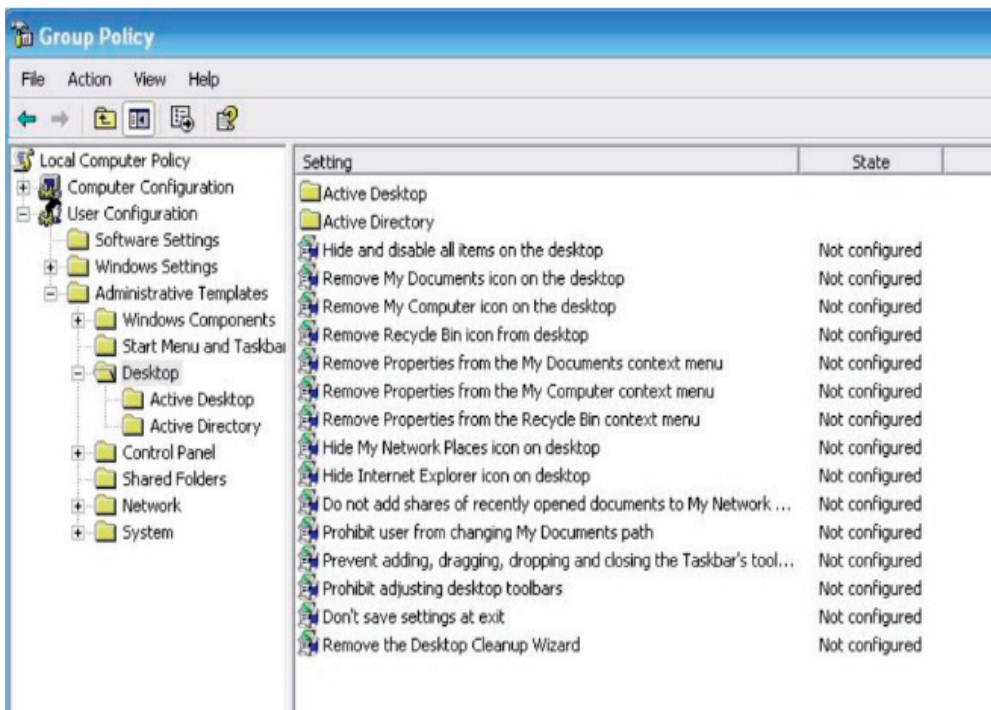 Group Policy
File Action View Help
Local Computer Policy
Computer Configuration
User Configuration
Software Settings
Windows Settings
Administrative Templates
Windows Components
Start Menu and Taskbar
Desktop
Active Desktop
Active Directory
Control Panel
Shared Folders
Network
System
Setting State
Active Desktop
Active Directory
Hide and disable all items on the desktop Not configured
Remove My Documents icon on the desktop Not configured
Remove My Computer icon on the desktop Not configured
Remove Recycle Bin icon from desktop Not configured
Remove Properties from the My Documents context menu Not configured
Remove Properties from the My Computer context menu Not configured
Remove Properties from the Recycle Bin context menu Not configured
Hide My Network Places icon on desktop Not configured
Hide Internet Explorer icon on desktop Not configured
Do not add shares of recently opened documents to My Network ... Not configured
Prohibit user from changing My Documents path Not configured
Prevent adding, dragging, dropping and closing the Taskbar's tool... Not configured
Prohibit adjusting desktop toolbars Not configured
Don't save settings at exit Not configured
Remove the Desktop Cleanup Wizard Not configured